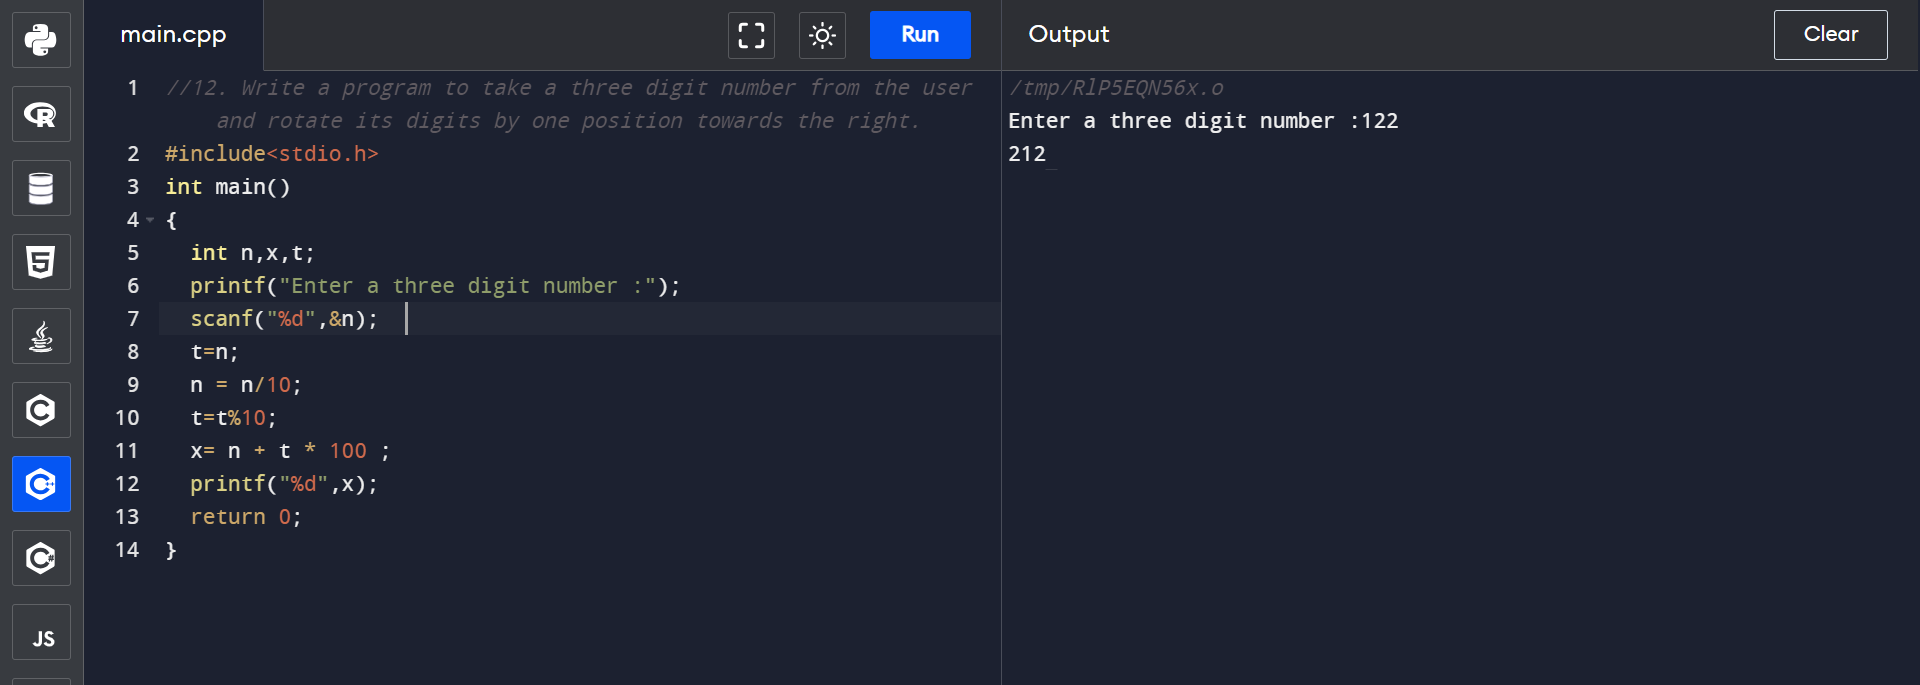 main.cpp
Run
Output
Clear
1 //12. Write a program to take a three digit number from the user
and rotate its digits by one position towards the right.
2 #include<stdio.h>
3 int main()
4 {
5 int n,x,t;
6 printf("Enter a three digit number :");
7 scanf("%d",&n);
8 t=n;
9 n = n/10;
10 t=t%10;
11 x= n + t * 100 ;
12 printf("%d",x);
13 return 0;
14 }
/tmp/RlP5EQN56x.o
Enter a three digit number :122
212
R
5
C
C++
C#
JS